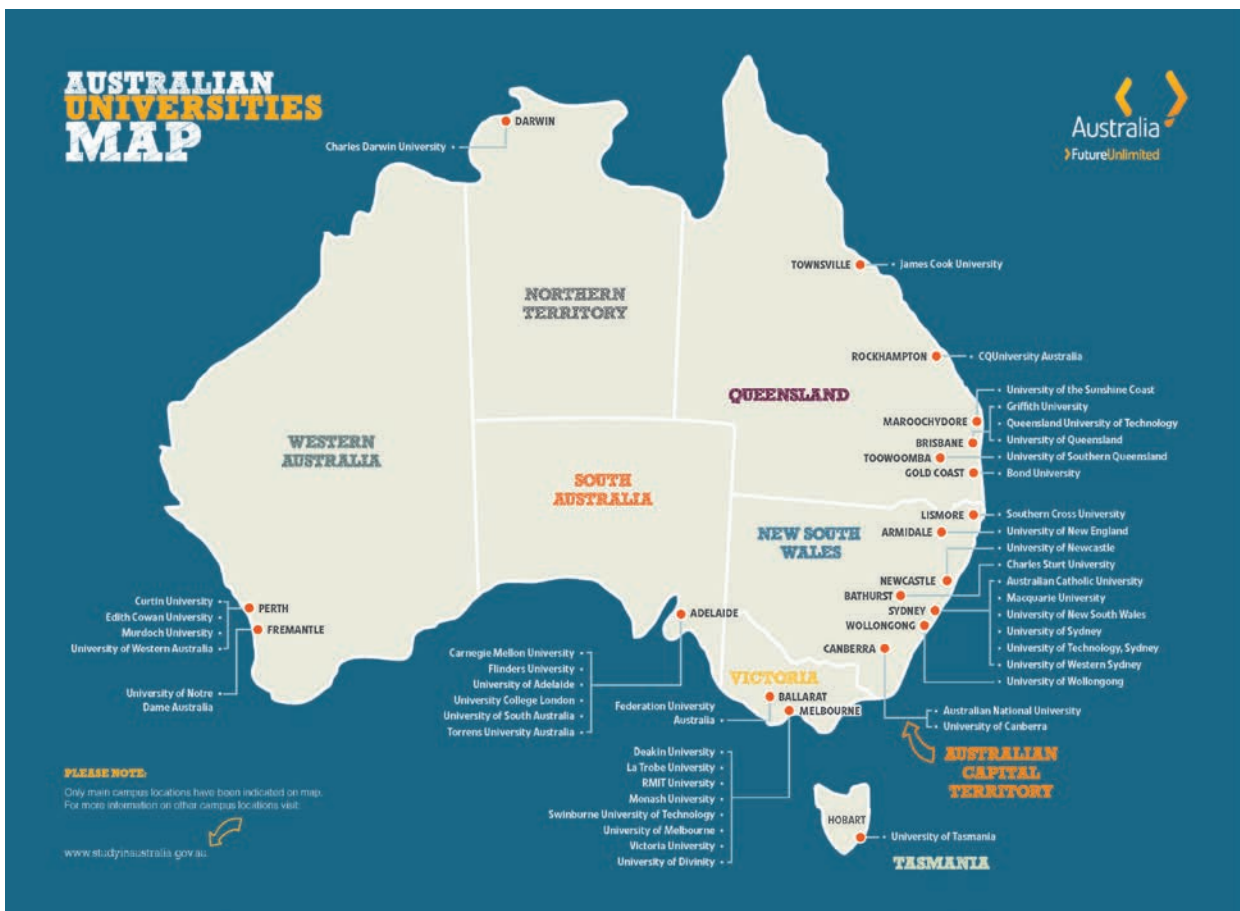 AUSTRALIAN
UNIVERSITIES
MAP
Australia
FutureUnlimited
DARWIN
Charles Darwin University
NORTHERN
TERRITORY
TOWNSVILLE
James Cook University
ROCKHAMPTON
CQUniversity Australia
QUEENSLAND
University of the Sunshine Coast
Griffith University
MAROOCHYDORE
Queensland University of Technology
BRISBANE
University of Queensland
TOOWOOMBA
University of Southern Queensland
GOLD COAST
Bond University
WESTERN
AUSTRALIA
SOUTH
AUSTRALIA
NEW SOUTH
WALES
LISMORE
Southern Cross University
ARMIDALE
University of New England
University of Newcastle
Charles Sturt University
NEWCASTLE
Australian Catholic University
BATHURST
Macquarie University
SYDNEY
University of New South Wales
WOLLONGONG
University of Sydney
CANBERRA
University of Technology, Sydney
University of Western Sydney
University of Wollongong
Curtin University
PERTH
Edith Cowan University
Murdoch University
FREMANTLE
University of Western Australia
University of Notre
Dame Australia
ADELAIDE
Carnegie Mellon University
Flinders University
University of Adelaide
University College London
University of South Australia
Torrens University Australia
VICTORIA
BALLARAT
Federation University
Australia
MELBOURNE
Australian National University
University of Canberra
AUSTRALIAN
CAPITAL
TERRITORY
Deakin University
La Trobe University
RMIT University
Monash University
Swinburne University of Technology
University of Melbourne
Victoria University
University of Divinity
HOBART
University of Tasmania
TASMANIA
PLEASE NOTE:
Only main campus locations have been indicated on map.
For more information on other campus locations visit:
www.studyinaustralia.gov.au